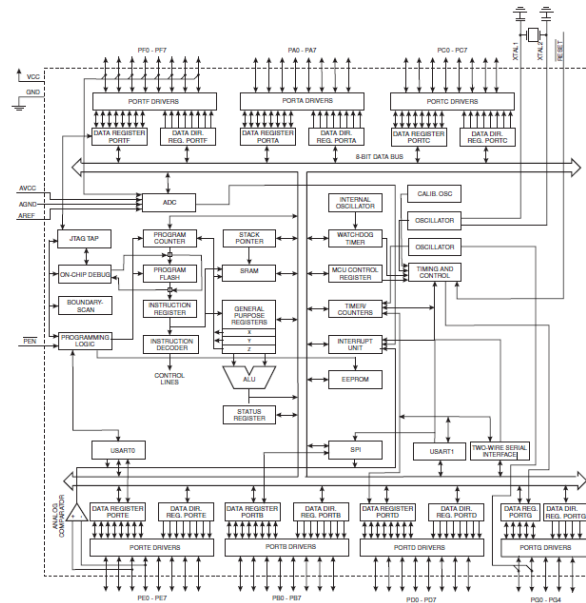 PF0 - PF7
PA0 - PA7
PC0 - PC7
XTAL1
XTAL2
RESET
VCC
GND
PORTF DRIVERS
PORTA DRIVERS
PORTC DRIVERS
DATA REGISTER
PORTF
DATA DIR.
REG. PORTF
DATA REGISTER
PORTA
DATA DIR.
REG. PORTA
DATA REGISTER
PORTC
DATA DIR.
REG. PORTC
8-BIT DATA BUS
AVCC
AGND
AREF
ADC
INTERNAL
OSCILLATOR
CALIB. OSC
OSCILLATOR
JTAG TAP
PROGRAM
COUNTER
STACK
POINTER
WATCHDOG
TIMER
OSCILLATOR
ON-CHIP DEBUG
PROGRAM
FLASH
SRAM
MCU CONTROL
REGISTER
TIMING AND
CONTROL
BOUNDARY-
SCAN
INSTRUCTION
REGISTER
GENERAL
PURPOSE
REGISTERS
X
Y
Z
TIMER/
COUNTERS
PEN
PROGRAMMING
LOGIC
INSTRUCTION
DECODER
INTERRUPT
UNIT
CONTROL
LINES
ALU
EEPROM
STATUS
REGISTER
USART0
SPI
USART1
TWO-WIRE SERIAL
INTERFACE
ANALOG
COMPARATOR
DATA REGISTER
PORTE
DATA DIR.
REG. PORTE
DATA REGISTER
PORTB
DATA DIR.
REG. PORTB
DATA REGISTER
PORTD
DATA DIR.
REG. PORTD
DATA REG.
PORTG
DATA DIR.
REG. PORTG
PORTE DRIVERS
PORTB DRIVERS
PORTD DRIVERS
PORTG DRIVERS
PE0 - PE7
PB0 - PB7
PD0 - PD7
PG0 - PG4